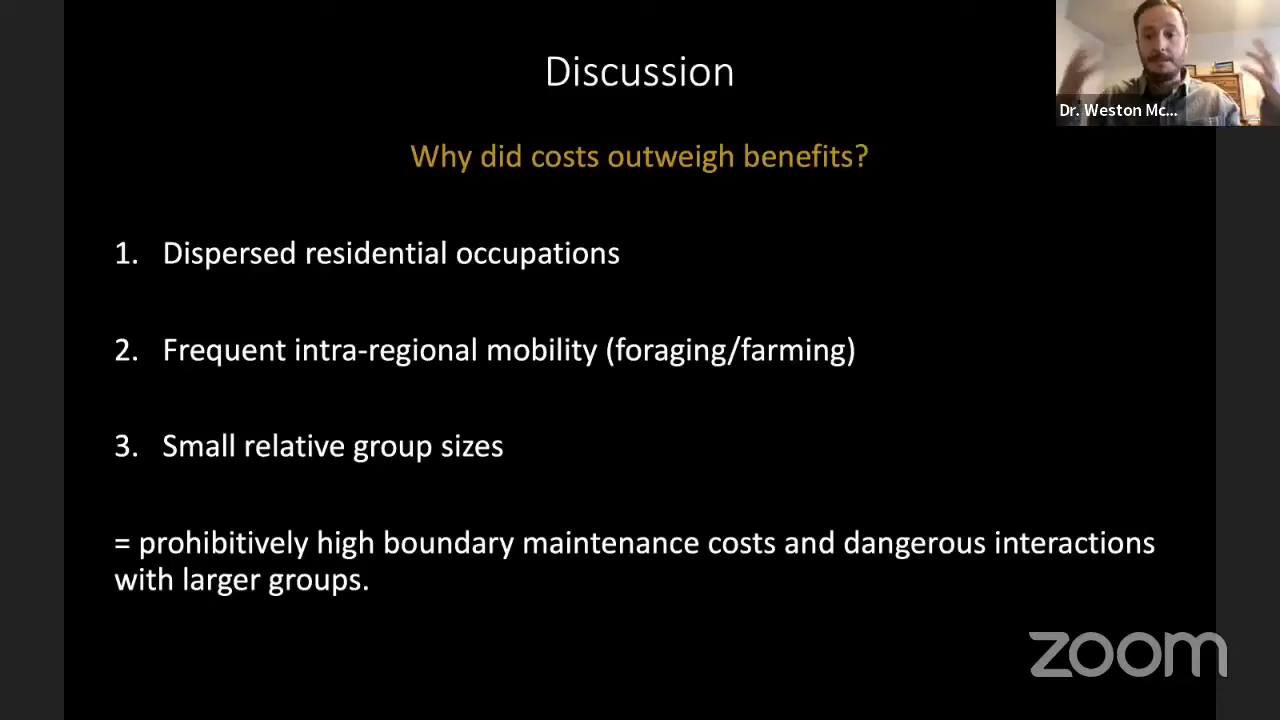 Discussion
Dr. Weston Mc...
Why did costs outweigh benefits?
1. Dispersed residential occupations
2. Frequent intra-regional mobility (foraging/farming)
3. Small relative group sizes
= prohibitively high boundary maintenance costs and dangerous interactions
with larger groups.
zoom